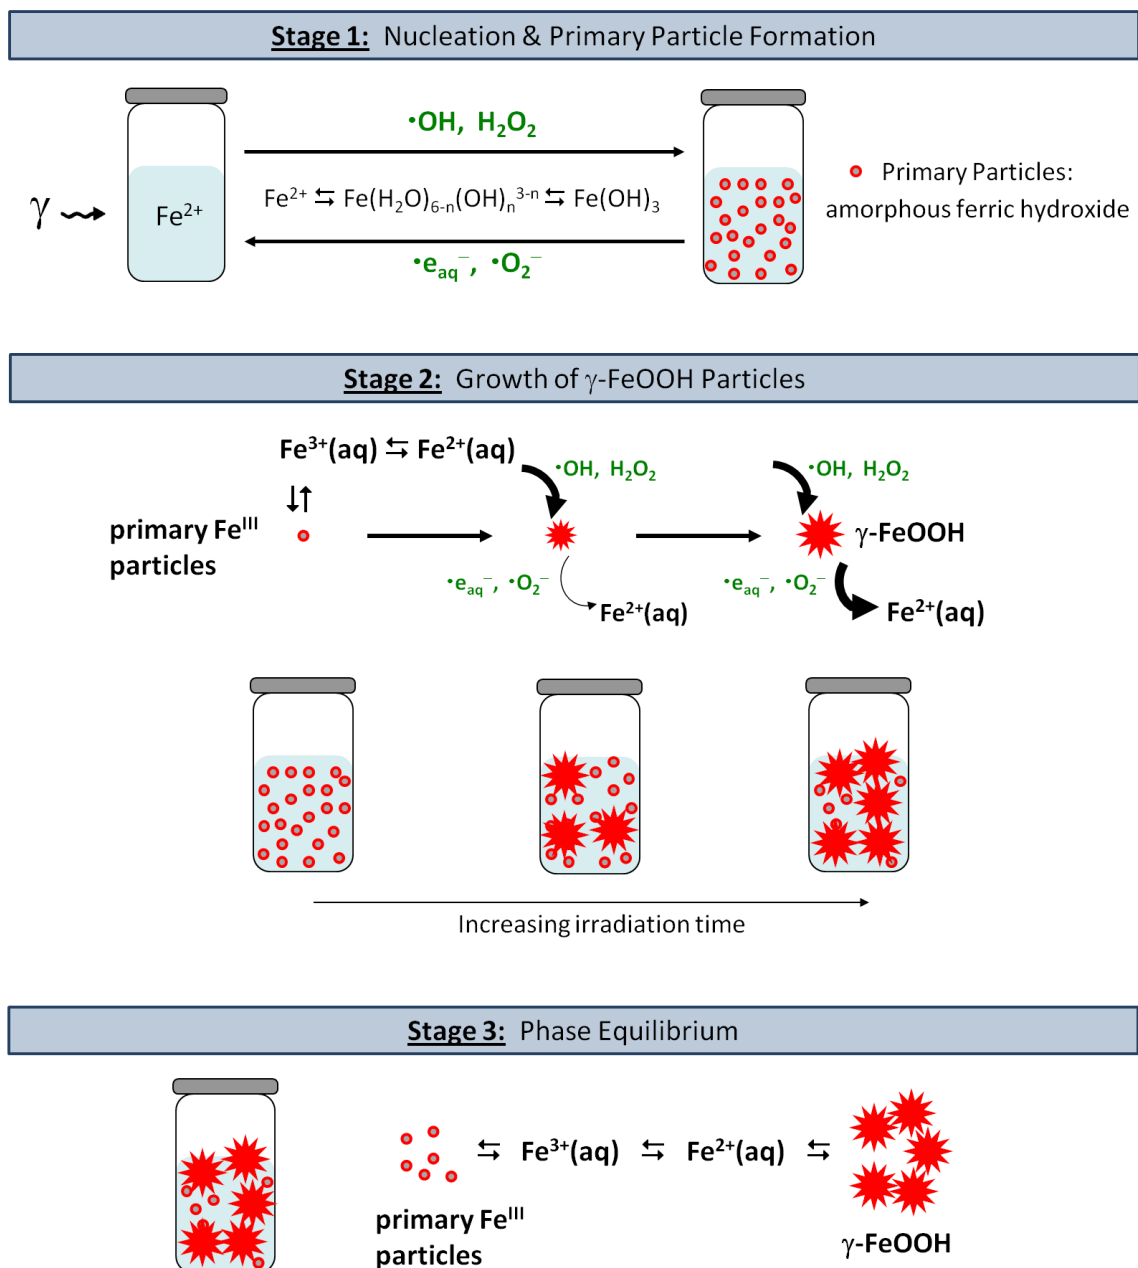 Stage 1: Nucleation & Primary Particle Formation
•OH, H₂O₂
γ
Fe²⁺
Fe²⁺ ⇆ Fe(H₂O)₆₋ₙ(OH)ₙ³⁻ⁿ ⇆ Fe(OH)₃
•e_aq⁻, •O₂⁻
Primary Particles:
amorphous ferric hydroxide
Stage 2: Growth of γ-FeOOH Particles
Fe³⁺(aq) ⇆ Fe²⁺(aq)
•OH, H₂O₂
•OH, H₂O₂
primary Feᴵᴵᴵ
particles
γ-FeOOH
•e_aq⁻, •O₂⁻
Fe²⁺(aq)
•e_aq⁻, •O₂⁻
Fe²⁺(aq)
Increasing irradiation time
Stage 3: Phase Equilibrium
⇆ Fe³⁺(aq) ⇆ Fe²⁺(aq) ⇆
primary Feᴵᴵᴵ
particles
γ-FeOOH